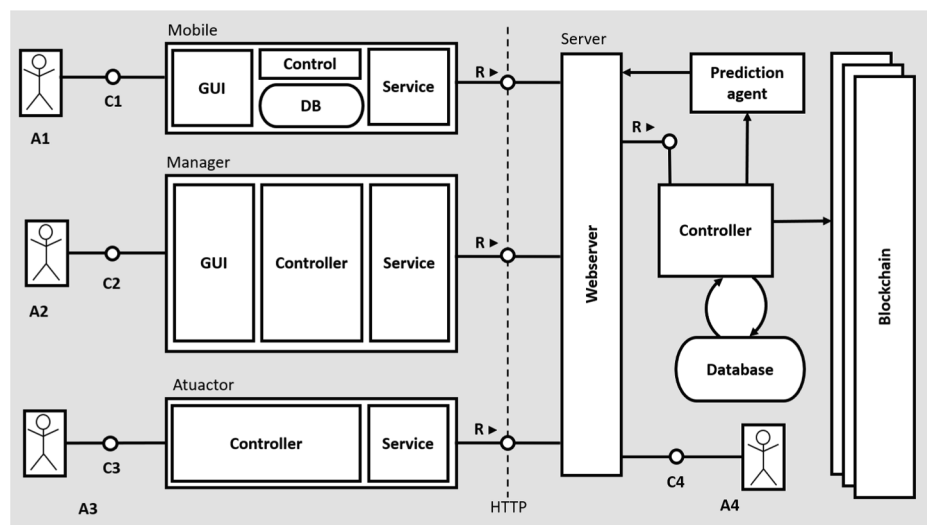 Mobile
Server
GUI
Control
DB
Service
R ►
C1
A1
Prediction
agent
R ►
Manager
GUI
Controller
Service
R ►
C2
A2
Webserver
Controller
Blockchain
Database
Atuactor
Controller
Service
R ►
C3
A3
HTTP
C4
A4